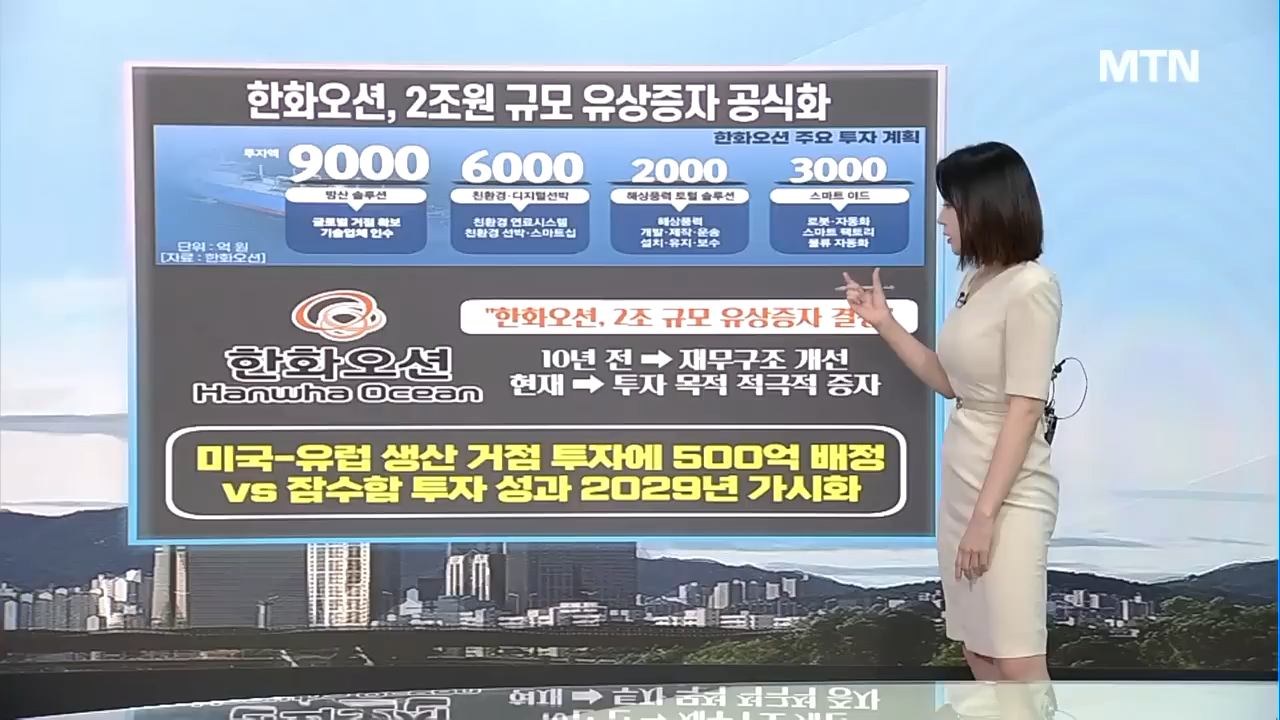 MTN
한화오션, 2조원 규모 유상증자 공식화
한화오션 주요 투자 계획
투자액
9000 6000 2000 3000
방산 솔루션 친환경·디지털선박 해상풍력 토털 솔루션 스마트 야드
글로벌 거점 확보 친환경 연료시스템 해상풍력 로봇·자동화
기술업체 인수 친환경 선박·스마트십 개발·제작·운송 스마트 팩토리
설치·유지·보수 물류 자동화
단위 : 억 원
[자료 : 한화오션]
한화오션
Hanwha Ocean
"한화오션, 2조 규모 유상증자
10년 전 ➡ 재무구조 개선
현재 ➡ 투자 목적 적극적 증자
미국-유럽 생산 거점 투자에 500억 배정
vs 잠수함 투자 성과 2029년 가시화